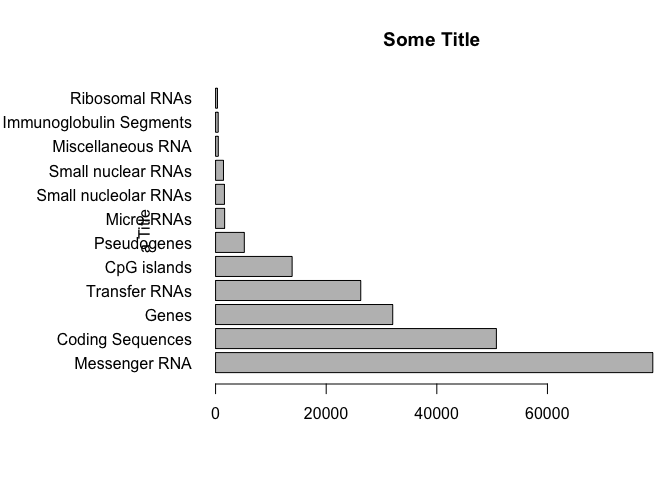 Some Title
Ribosomal RNAs
Immunoglobulin Segments
Miscellaneous RNA
Small nuclear RNAs
Small nucleolar RNAs
Micro RNAs
Pseudogenes
CpG islands
Transfer RNAs
Genes
Coding Sequences
Messenger RNA
a Title
0 20000 40000 60000